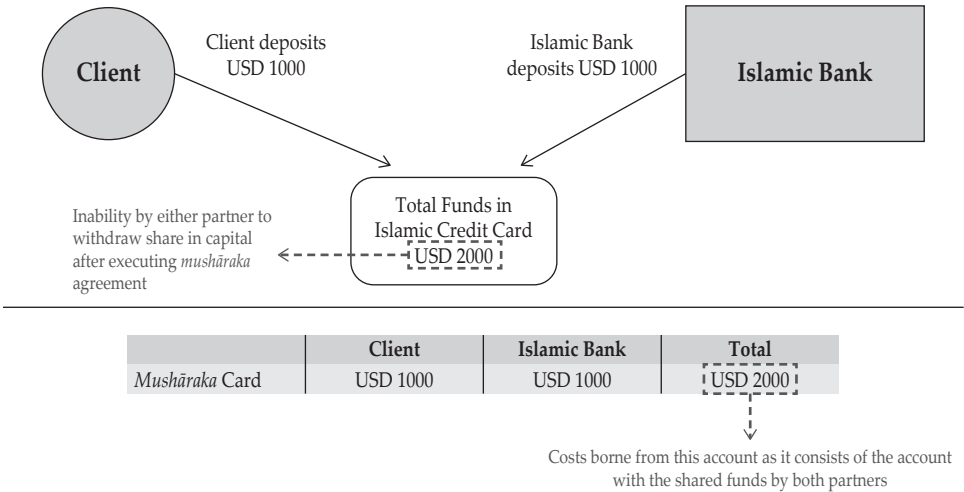 Client
Client deposits
USD 1000
Islamic Bank
deposits USD 1000
Islamic Bank
Total Funds in
Islamic Credit Card
USD 2000
Inability by either partner to
withdraw share in capital
after executing mushāraka
agreement
Client Islamic Bank Total
Mushāraka Card USD 1000 USD 1000 USD 2000
Costs borne from this account as it consists of the account
with the shared funds by both partners